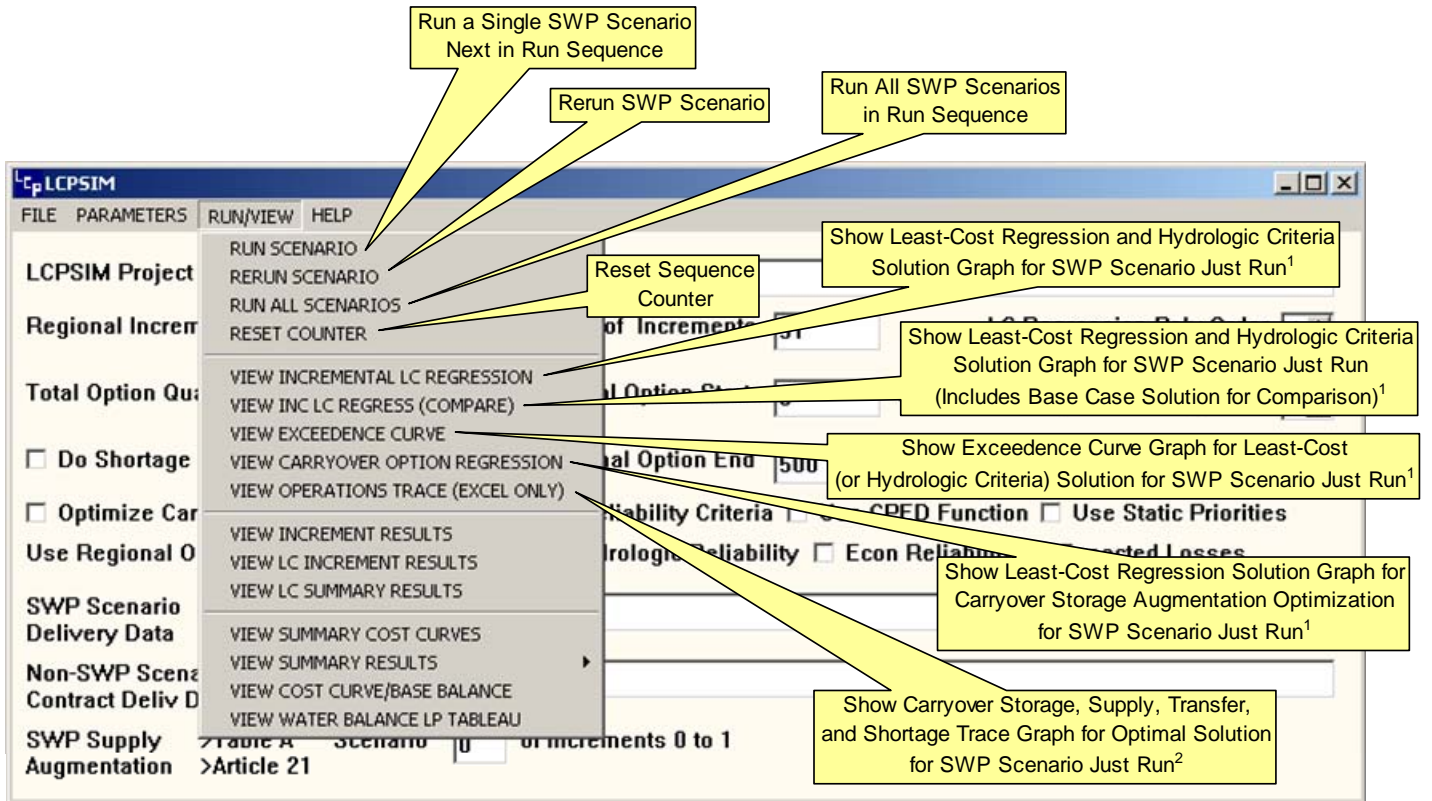 Run a Single SWP Scenario
Next in Run Sequence
Rerun SWP Scenario
Run All SWP Scenarios
in Run Sequence
LCPSIM
FILE PARAMETERS RUN/VIEW HELP
RUN SCENARIO
RERUN SCENARIO
RUN ALL SCENARIOS
RESET COUNTER
VIEW INCREMENTAL LC REGRESSION
VIEW INC LC REGRESS (COMPARE)
VIEW EXCEEDENCE CURVE
VIEW CARRYOVER OPTION REGRESSION
VIEW OPERATIONS TRACE (EXCEL ONLY)
VIEW INCREMENT RESULTS
VIEW LC INCREMENT RESULTS
VIEW LC SUMMARY RESULTS
VIEW SUMMARY COST CURVES
VIEW SUMMARY RESULTS
VIEW COST CURVE/BASE BALANCE
VIEW WATER BALANCE LP TABLEAU
Reset Sequence
Counter
Show Least-Cost Regression and Hydrologic Criteria
Solution Graph for SWP Scenario Just Run¹
Show Least-Cost Regression and Hydrologic Criteria
Solution Graph for SWP Scenario Just Run
(Includes Base Case Solution for Comparison)¹
Show Exceedence Curve Graph for Least-Cost
(or Hydrologic Criteria) Solution for SWP Scenario Just Run¹
Show Least-Cost Regression Solution Graph for
Carryover Storage Augmentation Optimization
for SWP Scenario Just Run¹
Show Carryover Storage, Supply, Transfer,
and Shortage Trace Graph for Optimal Solution
for SWP Scenario Just Run²
LCPSIM Project
Regional Increm of Increments
Total Option Qua
Do Shortage nal Option End 500
Optimize Car liability Criteria CPED Function Use Static Priorities
Use Regional O Econ
SWP Scenario
Delivery Data
Non-SWP Scena
Contract Deliv D
SWP Supply >Table A Scenario 0 of Increments 0 to 1
Augmentation >Article 21